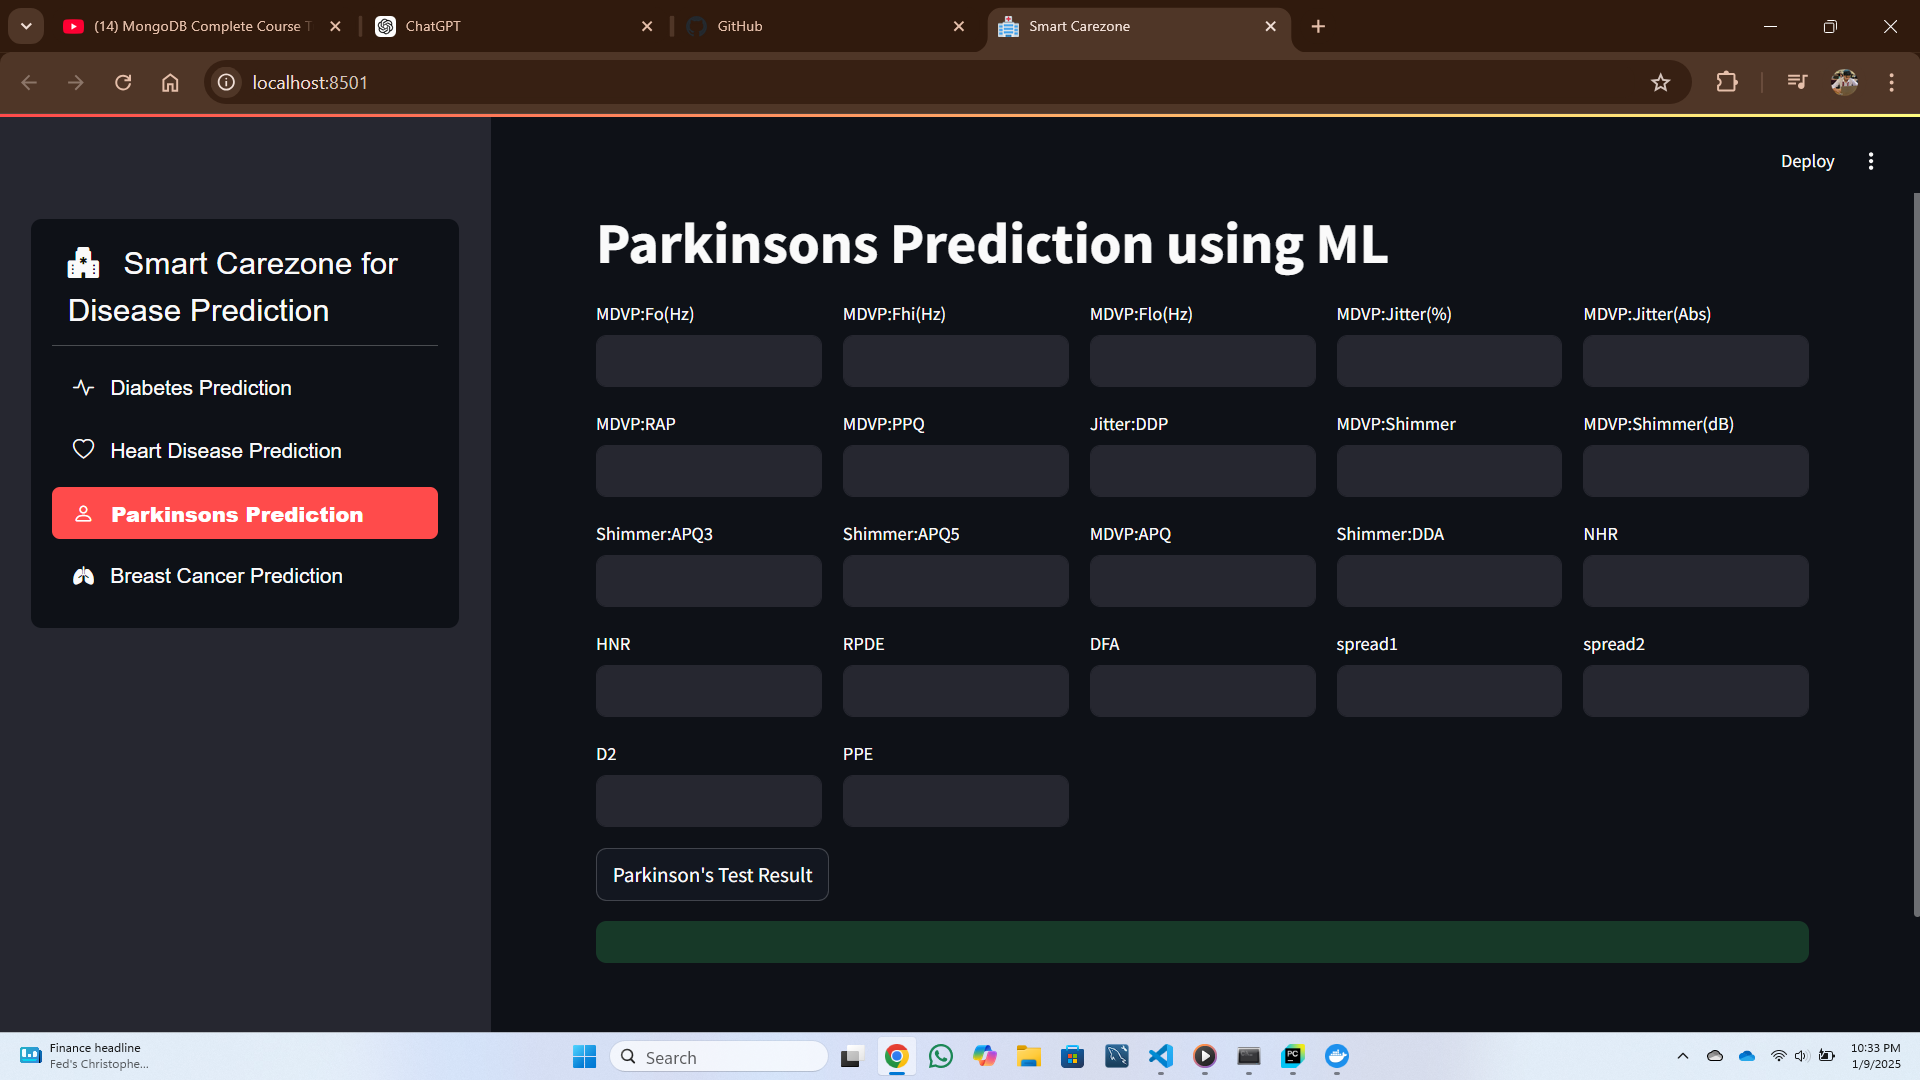 (14) MongoDB Complete Course T
ChatGPT
GitHub
Smart Carezone
localhost:8501
Deploy
Smart Carezone for
Disease Prediction
Diabetes Prediction
Heart Disease Prediction
Parkinsons Prediction
Breast Cancer Prediction
Parkinsons Prediction using ML
MDVP:Fo(Hz) MDVP:Fhi(Hz) MDVP:Flo(Hz) MDVP:Jitter(%) MDVP:Jitter(Abs)
MDVP:RAP MDVP:PPQ Jitter:DDP MDVP:Shimmer MDVP:Shimmer(dB)
Shimmer:APQ3 Shimmer:APQ5 MDVP:APQ Shimmer:DDA NHR
HNR RPDE DFA spread1 spread2
D2 PPE
Parkinson's Test Result
Finance headline
Fed's Christophe...
Search
PC
10:33 PM
1/9/2025